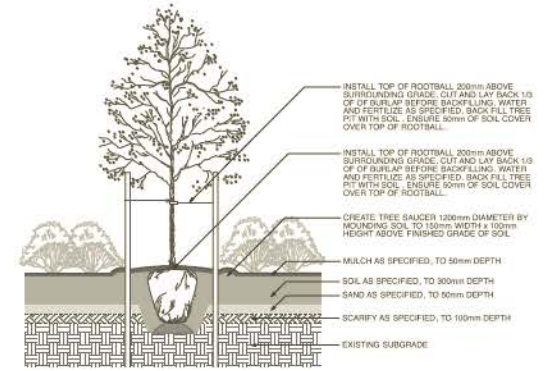 INSTALL TOP OF ROOTBALL 200mm ABOVE
SURROUNDING GRADE. CUT AND LAY BACK 1/3
OF OF BURLAP BEFORE BACKFILLING. WATER
AND FERTILIZE AS SPECIFIED. BACK FILL TREE
PIT WITH SOIL . ENSURE 50mm OF SOIL COVER
OVER TOP OF ROOTBALL.
INSTALL TOP OF ROOTBALL 200mm ABOVE
SURROUNDING GRADE. CUT AND LAY BACK 1/3
OF OF BURLAP BEFORE BACKFILLING. WATER
AND FERTILIZE AS SPECIFIED. BACK FILL TREE
PIT WITH SOIL . ENSURE 50mm OF SOIL COVER
OVER TOP OF ROOTBALL.
CREATE TREE SAUCER 1200mm DIAMETER BY
MOUNDING SOIL TO 150mm WIDTH x 100mm
HEIGHT ABOVE FINISHED GRADE OF SOIL
MULCH AS SPECIFIED, TO 50mm DEPTH
SOIL AS SPECIFIED, TO 300mm DEPTH
SAND AS SPECIFIED, TO 50mm DEPTH
SCARIFY AS SPECIFIED, TO 100mm DEPTH
EXISTING SUBGRADE